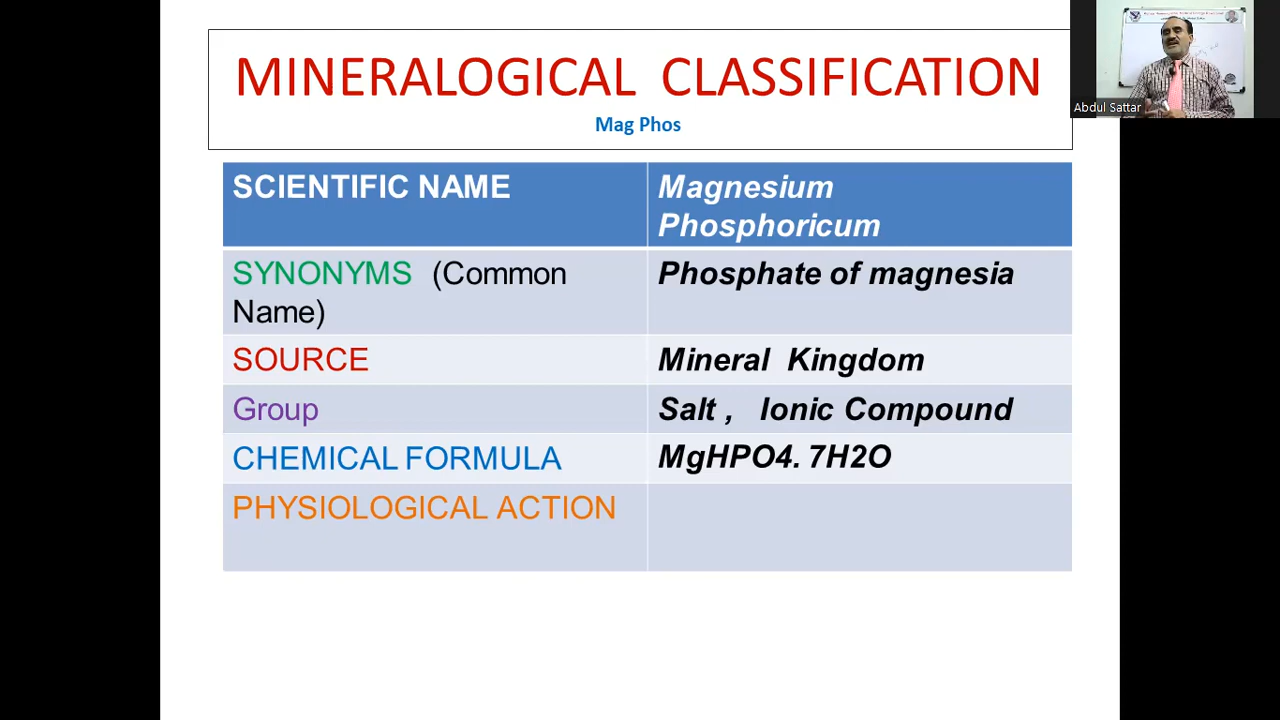 MINERALOGICAL CLASSIFICATION
Mag Phos
Abdul Sattar
SCIENTIFIC NAME
Magnesium
Phosphoricum
SYNONYMS (Common
Name)
Phosphate of magnesia
SOURCE
Mineral Kingdom
Group
Salt , Ionic Compound
CHEMICAL FORMULA
MgHPO4. 7H2O
PHYSIOLOGICAL ACTION